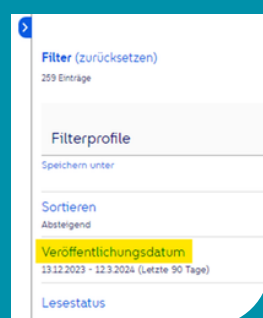 Filter (zurücksetzen)
259 Einträge
Filterprofile
Speichern unter
Sortieren
Absteigend
Veröffentlichungsdatum
13.12.2023 - 12.3.2024 (Letzte 90 Tage)
Lesestatus